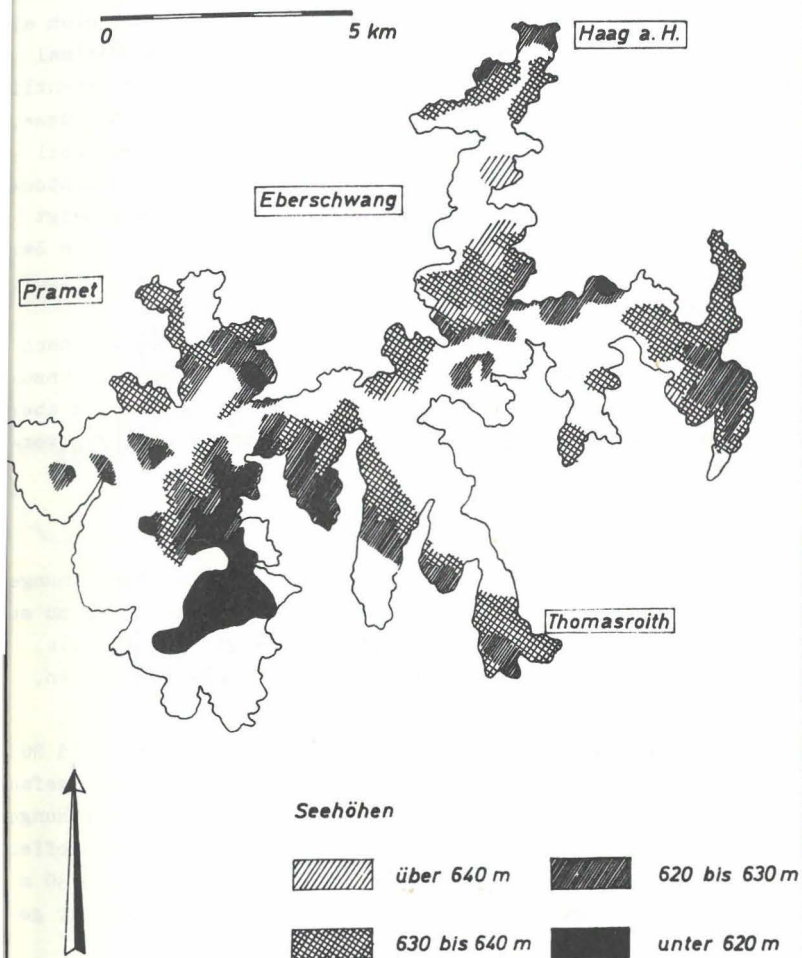 0 5 km
Haag a. H.
Eberschwang
Pramet
Thomasroith
Seehöhen
über 640 m
620 bis 630 m
630 bis 640 m
unter 620 m